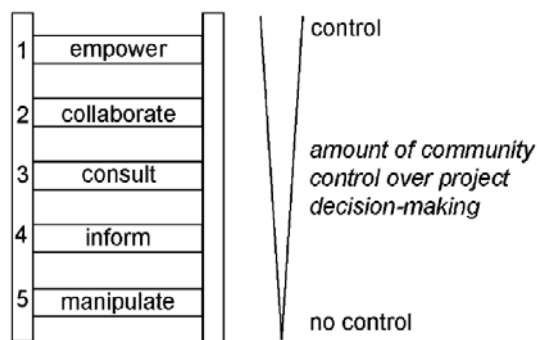 1 empower
2 collaborate
3 consult
4 inform
5 manipulate
control
amount of community
control over project
decision-making
no control